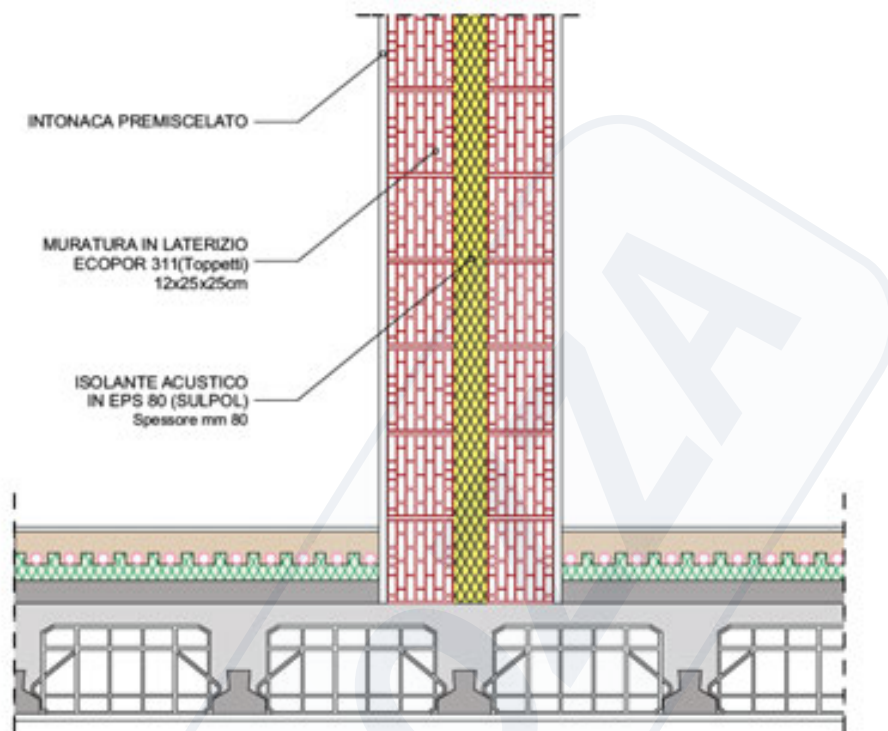 INTONACA PREMISCELATO
MURATURA IN LATERIZIO
ECOPOR 311(Toppetti)
12x25x25cm
ISOLANTE ACUSTICO
IN EPS 80 (SULPOL)
Spessore mm 80